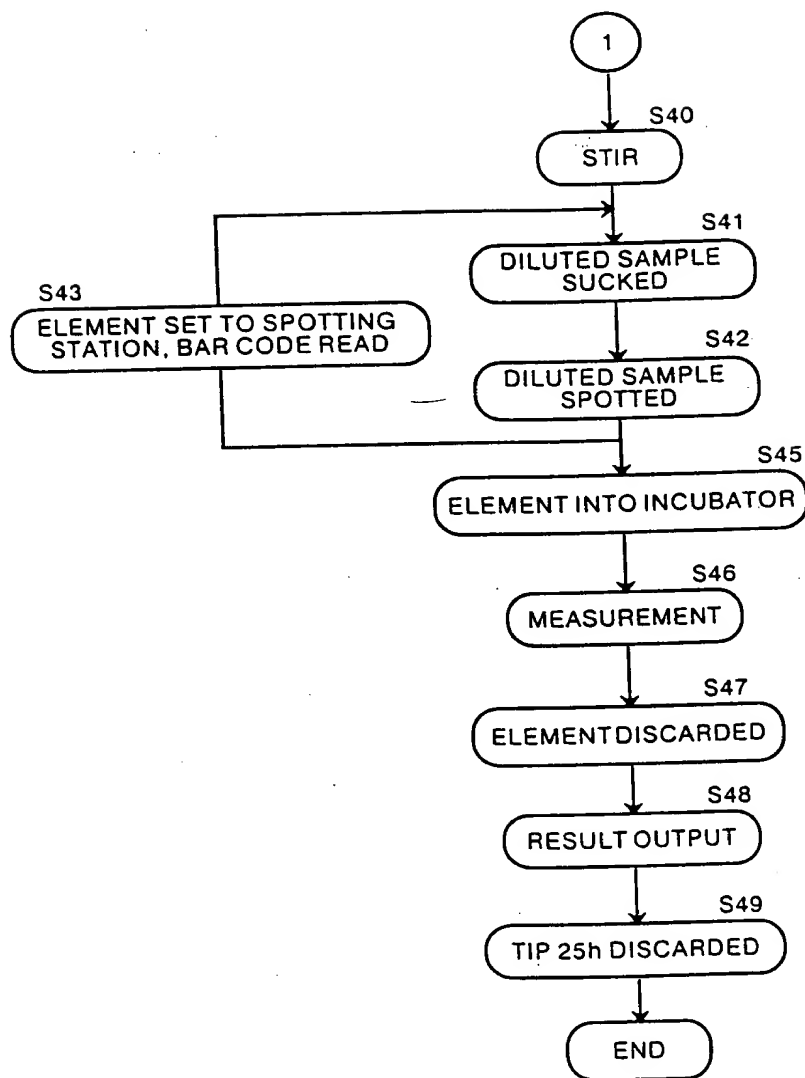 1
S40
STIR
S41
DILUTED SAMPLE
SUCKED
S43
ELEMENT SET TO SPOTTING
STATION, BAR CODE READ
S42
DILUTED SAMPLE
SPOTTED
S45
ELEMENT INTO INCUBATOR
S46
MEASUREMENT
S47
ELEMENT DISCARDED
S48
RESULT OUTPUT
S49
TIP 25h DISCARDED
END